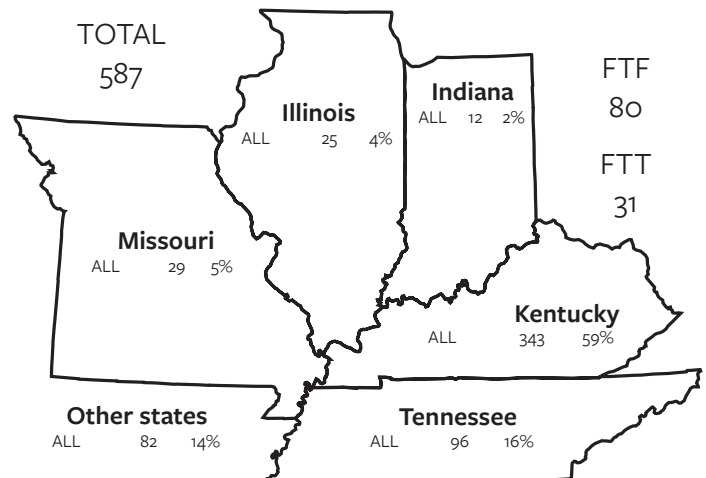 TOTAL
587
FTF
80
FTT
31
Illinois
ALL 25 4%
Indiana
ALL 12 2%
Missouri
ALL 29 5%
Kentucky
ALL 343 59%
Other states
ALL 82 14%
Tennessee
ALL 96 16%